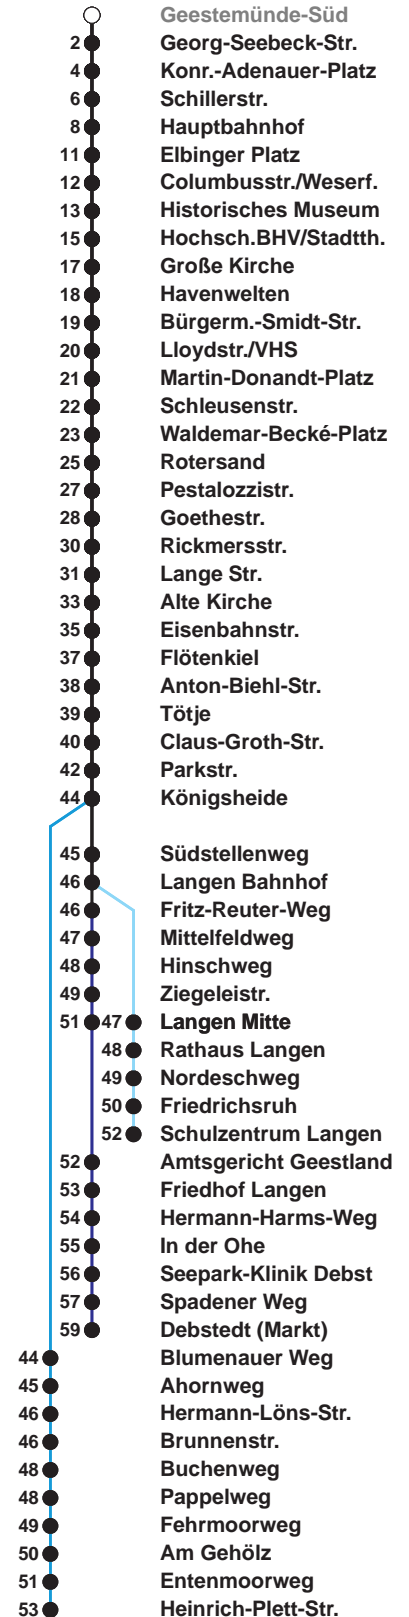 Geestemünde-Süd
2 Georg-Seebeck-Str.
4 Konr.-Adenauer-Platz
6 Schillerstr.
8 Hauptbahnhof
11 Elbinger Platz
12 Columbusstr./Weserf.
13 Historisches Museum
15 Hochsch.BHV/Stadtth.
17 Große Kirche
18 Havenwelten
19 Bürgerm.-Smidt-Str.
20 Lloydstr./VHS
21 Martin-Donandt-Platz
22 Schleusenstr.
23 Waldemar-Becké-Platz
25 Rotersand
27 Pestalozzistr.
28 Goethestr.
30 Rickmersstr.
31 Lange Str.
33 Alte Kirche
35 Eisenbahnstr.
37 Flötenkiel
38 Anton-Biehl-Str.
39 Tötje
40 Claus-Groth-Str.
42 Parkstr.
44 Königsheide
45 Südstellenweg
46 Langen Bahnhof
46 Fritz-Reuter-Weg
47 Mittelfeldweg
48 Hinschweg
49 Ziegeleistr.
51 47 Langen Mitte
48 Rathaus Langen
49 Nordeschweg
50 Friedrichsruh
52 Schulzentrum Langen
52 Amtsgericht Geestland
53 Friedhof Langen
54 Hermann-Harms-Weg
55 In der Ohe
56 Seepark-Klinik Debst
57 Spadener Weg
59 Debstedt (Markt)
44 Blumenauer Weg
45 Ahornweg
46 Hermann-Löns-Str.
46 Brunnenstr.
48 Buchenweg
48 Pappelweg
49 Fehrmoorweg
50 Am Gehölz
51 Entenmoorweg
53 Heinrich-Plett-Str.